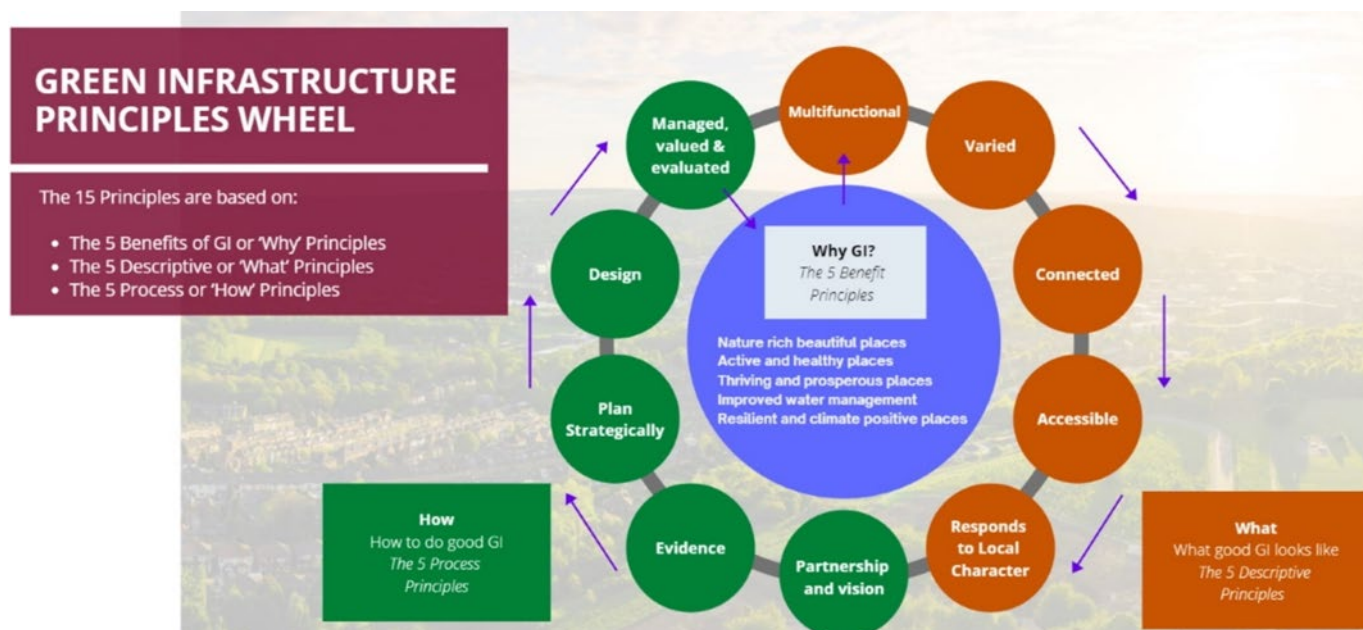 GREEN INFRASTRUCTURE
PRINCIPLES WHEEL
The 15 Principles are based on:
• The 5 Benefits of GI or 'Why' Principles
• The 5 Descriptive or 'What' Principles
• The 5 Process or 'How' Principles
Managed,
valued &
evaluated
Multifunctional
Varied
Connected
Accessible
Responds
to Local
Character
Partnership
and vision
Evidence
Plan
Strategically
Design
Why GI?
The 5 Benefit
Principles
Nature rich beautiful places
Active and healthy places
Thriving and prosperous places
Improved water management
Resilient and climate positive places
How
How to do good GI
The 5 Process
Principles
What
What good GI looks like
The 5 Descriptive
Principles